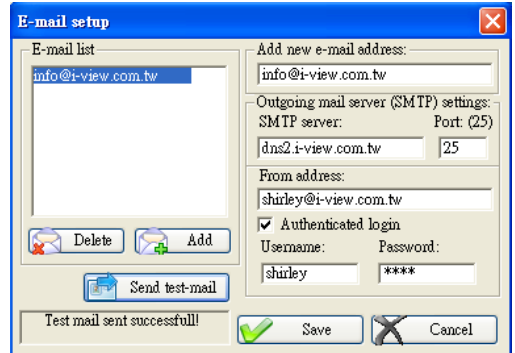 E-mail setup
E-mail list
info@i-view.com.tw
Delete
Add
Send test-mail
Test mail sent successfull!
Add new e-mail address:
info@i-view.com.tw
Outgoing mail server (SMTP) settings:
SMTP server: Port: (25)
dns2.i-view.com.tw 25
From address:
shirley@i-view.com.tw
Authenticated login
Username: Password:
shirley ****
Save
Cancel